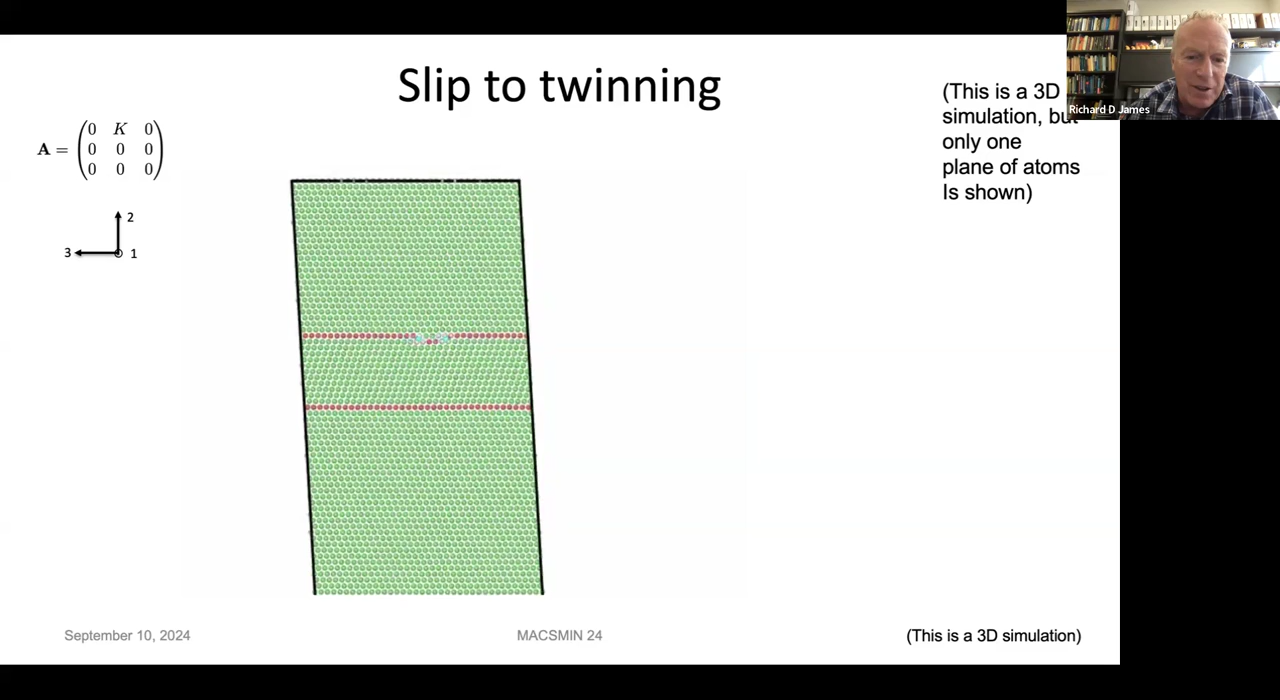 Slip to twinning
(This is a 3D
simulation, but
only one
plane of atoms
Is shown)
Richard D James
A = (0 K 0
0 0 0
0 0 0)
2
3 1
September 10, 2024
MACSMIN 24
(This is a 3D simulation)